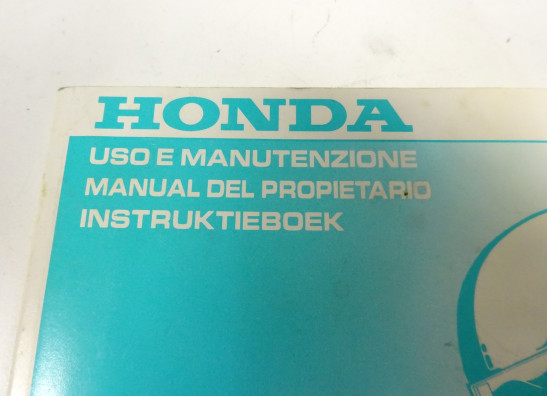 HONDA
USO E MANUTENZIONE
MANUAL DEL PROPIETARIO
INSTRUKTIEBOEK